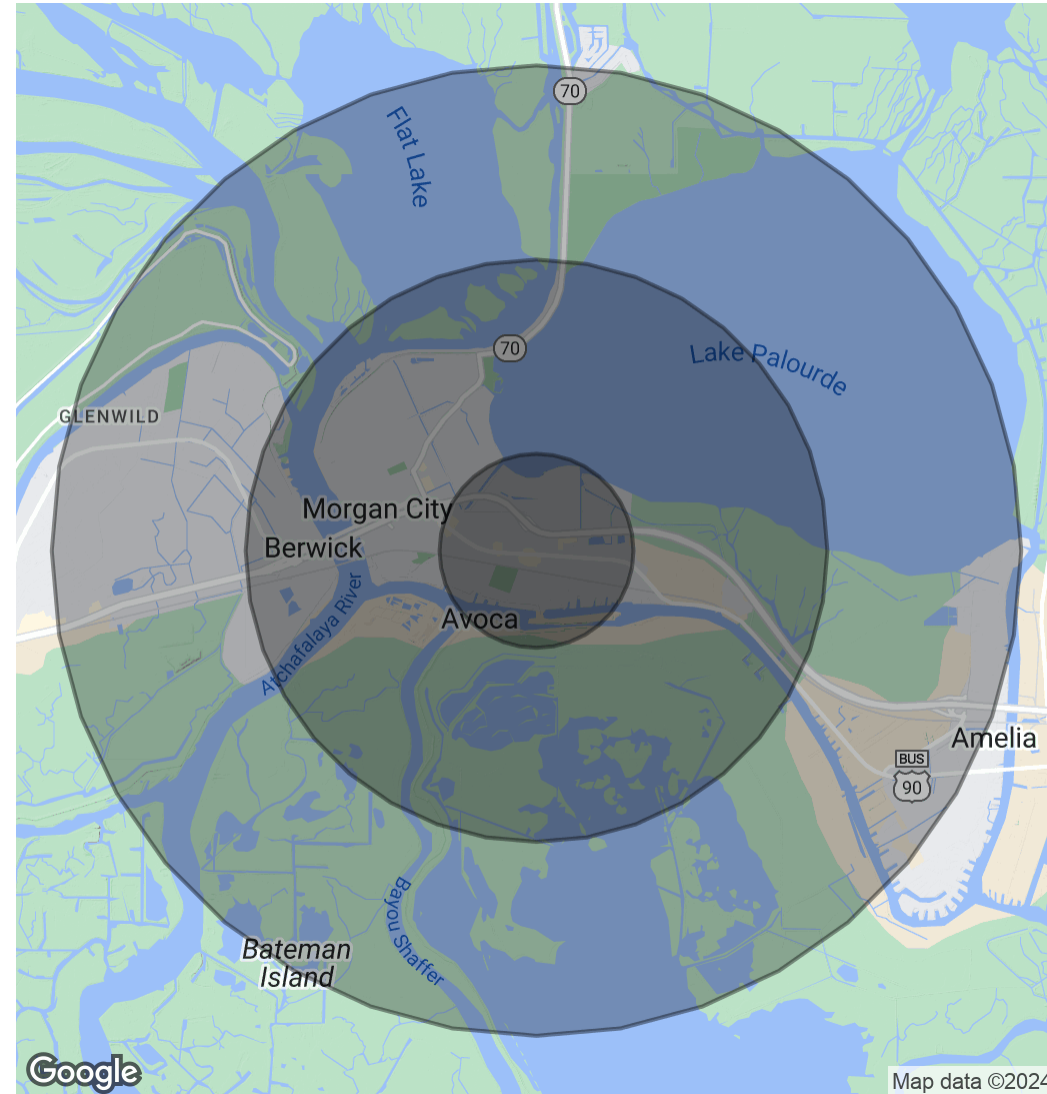 70
Flat Lake
70
Lake Palourde
GLENWILD
Morgan City
Berwick
Atchafalaya River
Avoca
Amelia
BUS
90
Bayou Shaffer
Bateman
Island
Google
Map data ©2024